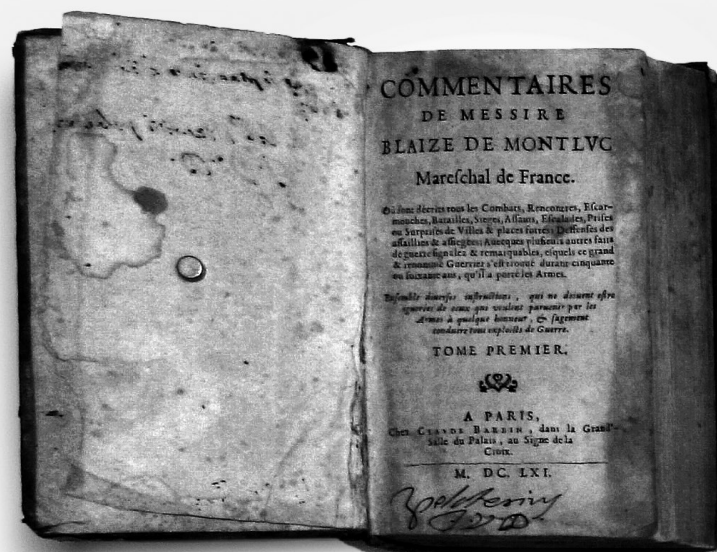 COMMENTAIRES
DE MESSIRE
BLAIZE DE MONTLVC
Mareſchal de France.
Où ſont décrits tous les Combats, Rencontres, Eſcar-
mouches, Batailles, Sieges, Aſſauts, Eſcalades, Priſes
ou Surpriſes de Villes & places fortes: Deffenſes des
aſſaillies & aſſiegées: Auecques pluſieurs autres faits
de guerre ſignalez & remarquables, eſquels ce grand
& renommé Guerrier s'eſt trouué durant cinquante
ou ſoixante ans, qu'il a porté les Armes.
Enſemble diuerſes inſtructions, qui ne doiuent eſtre
ignorées de ceux qui veulent paruenir par les
Armes à quelque honneur, & ſagement
conduire tous exploicts de Guerre.
TOME PREMIER.
A PARIS,
Chez CLAVDE BARBIN, dans la Grand'-
Salle du Palais, au Signe de la
Croix.
M. DC. LXI.